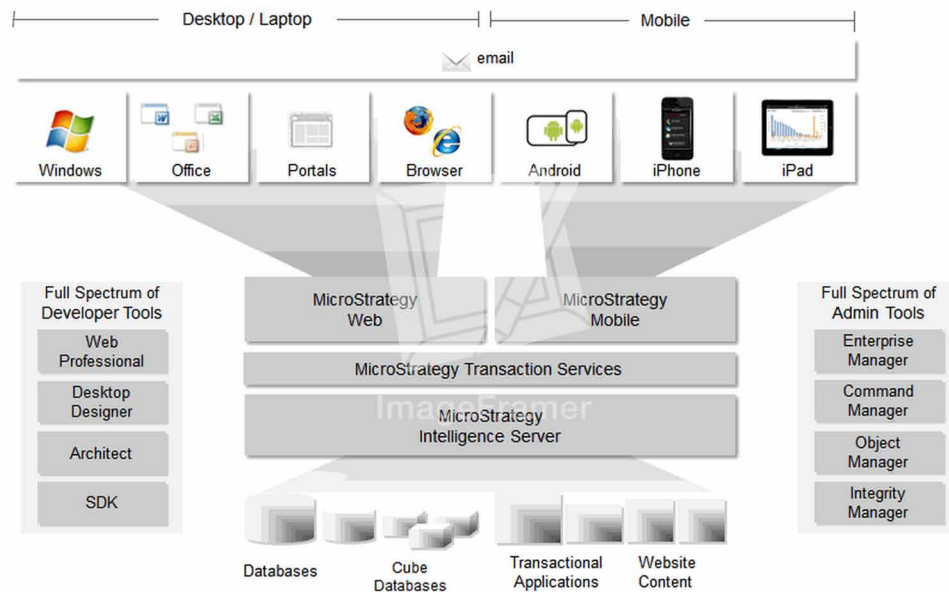 Desktop / Laptop
Mobile
email
Windows
Office
Portals
Browser
Android
iPhone
iPad
Full Spectrum of
Developer Tools
Web
Professional
Desktop
Designer
Architect
SDK
MicroStrategy
Web
MicroStrategy
Mobile
MicroStrategy Transaction Services
ImageFramer
MicroStrategy
Intelligence Server
Full Spectrum of
Admin Tools
Enterprise
Manager
Command
Manager
Object
Manager
Integrity
Manager
Databases
Cube
Databases
Transactional
Applications
Website
Content